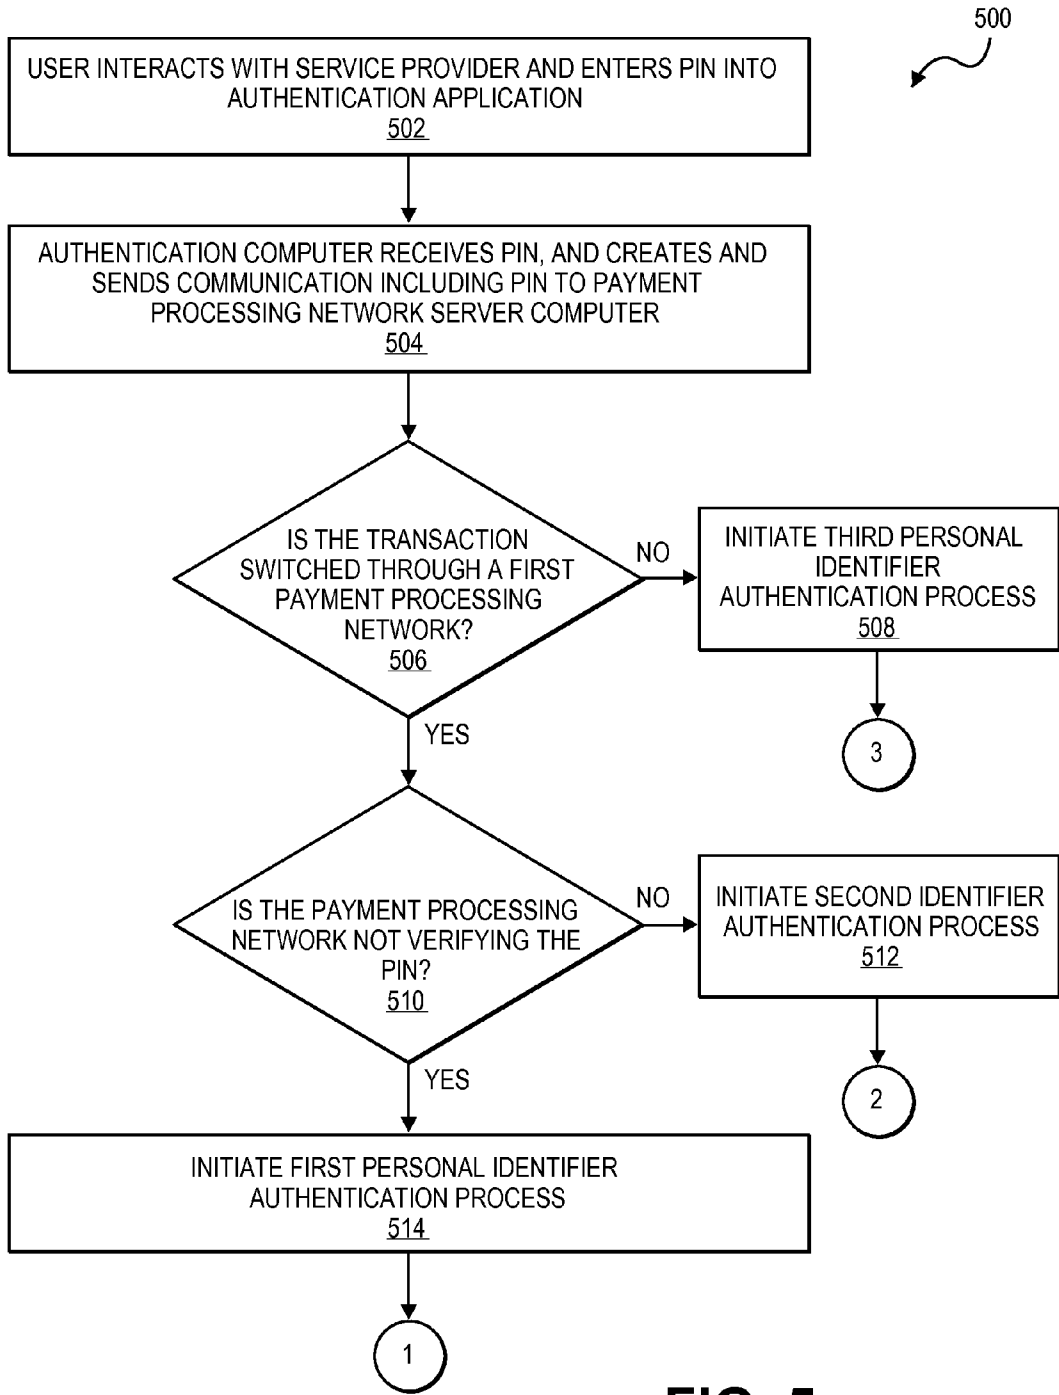 500
USER INTERACTS WITH SERVICE PROVIDER AND ENTERS PIN INTO
AUTHENTICATION APPLICATION
502
AUTHENTICATION COMPUTER RECEIVES PIN, AND CREATES AND
SENDS COMMUNICATION INCLUDING PIN TO PAYMENT
PROCESSING NETWORK SERVER COMPUTER
504
IS THE TRANSACTION
SWITCHED THROUGH A FIRST
PAYMENT PROCESSING
NETWORK?
506
NO
INITIATE THIRD PERSONAL
IDENTIFIER
AUTHENTICATION PROCESS
508
3
YES
IS THE PAYMENT PROCESSING
NETWORK NOT VERIFYING THE
PIN?
510
NO
INITIATE SECOND IDENTIFIER
AUTHENTICATION PROCESS
512
2
YES
INITIATE FIRST PERSONAL IDENTIFIER
AUTHENTICATION PROCESS
514
1